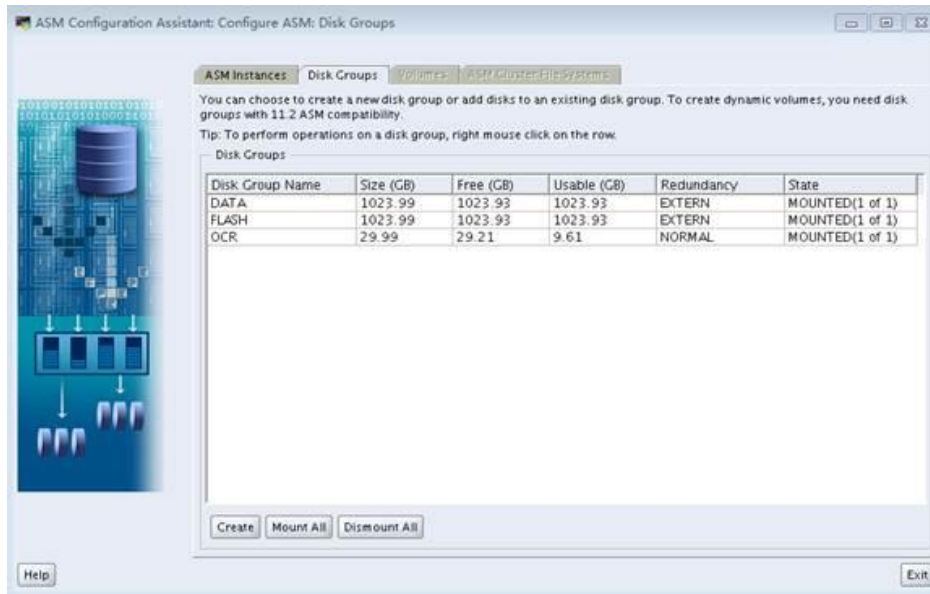 ASM Configuration Assistant: Configure ASM: Disk Groups
ASM Instances Disk Groups Volumes ASM Cluster File Systems
You can choose to create a new disk group or add disks to an existing disk group. To create dynamic volumes, you need disk
groups with 11.2 ASM compatibility.
Tip: To perform operations on a disk group, right mouse click on the row.
Disk Groups
Disk Group Name Size (GB) Free (GB) Usable (GB) Redundancy State
DATA 1023.99 1023.93 1023.93 EXTERN MOUNTED(1 of 1)
FLASH 1023.99 1023.93 1023.93 EXTERN MOUNTED(1 of 1)
OCR 29.99 29.21 9.61 NORMAL MOUNTED(1 of 1)
Create Mount All Dismount All
Help Exit